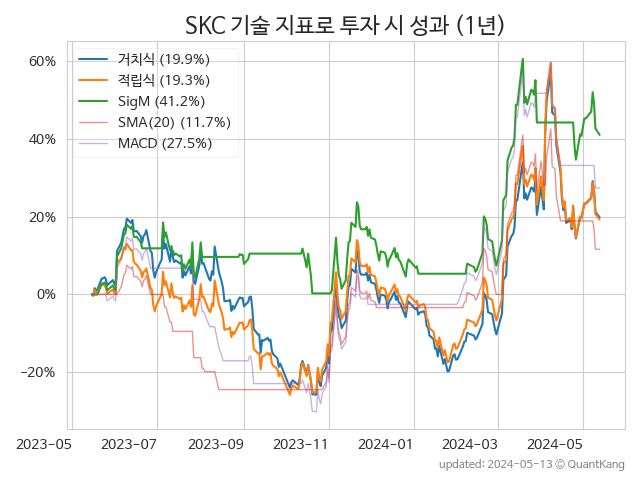 SKC 기술 지표로 투자 시 성과 (1년)
거치식 (19.9%)
적립식 (19.3%)
SigM (41.2%)
SMA(20) (11.7%)
MACD (27.5%)
60%
40%
20%
0%
−20%
2023-05 2023-07 2023-09 2023-11 2024-01 2024-03 2024-05
updated: 2024-05-13 ⓒ QuantKang